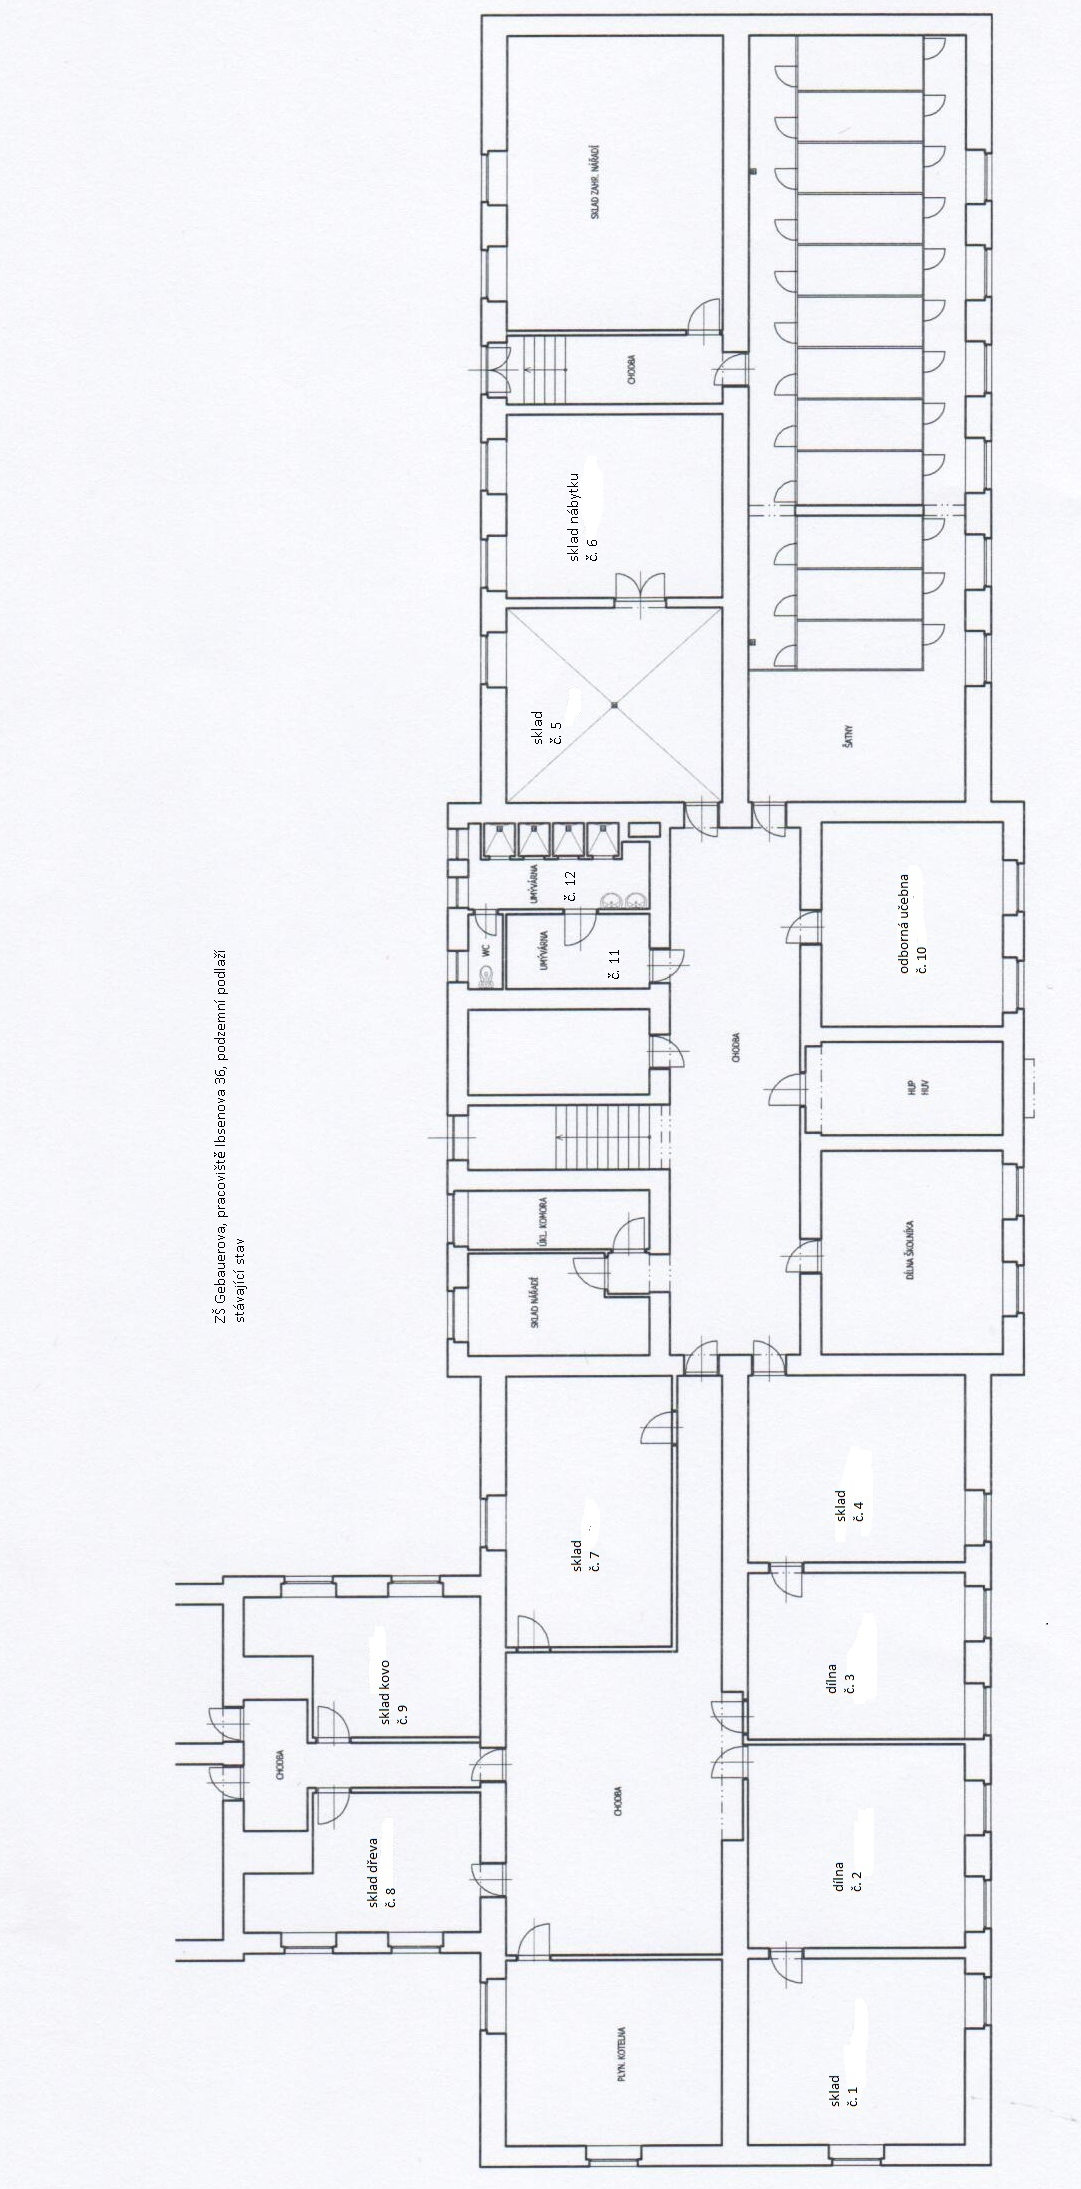 ZŠ Gebauerova, pracoviště Ibsenova 36, podzemní podlaží
stávající stav
SKLAD ZAHR. NÁŘADÍ
CHODBA
sklad nábytku
č. 6
sklad
č. 5
ŠATNY
UMÝVÁRNA
č. 12
WC
UMÝVÁRNA
č. 11
odborná učebna
č. 10
CHODBA
HUP
HUV
ÚKL. KOMORA
SKLAD NÁŘADÍ
DÍLNA ŠKOLNÍKA
sklad
č. 7
sklad
č. 4
sklad kovo
č. 9
dílna
č. 3
CHODBA
CHODBA
sklad dřeva
č. 8
dílna
č. 2
PLYN. KOTELNA
sklad
č. 1